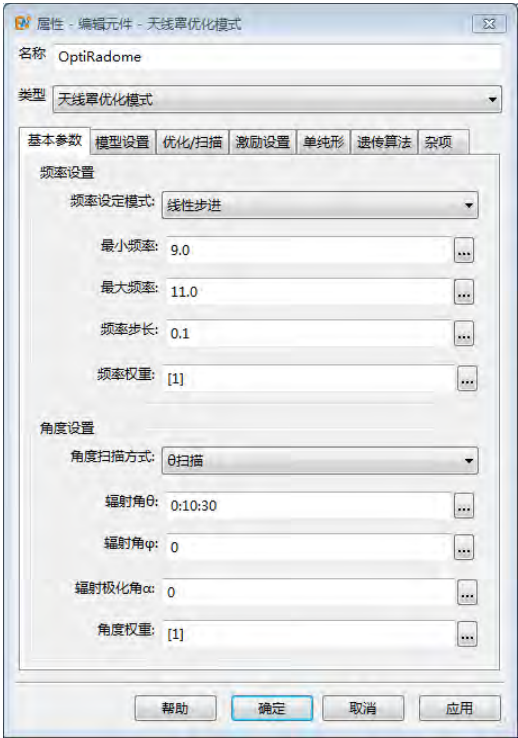 属性 - 编辑元件 - 天线罩优化模式
名称 OptiRadome
类型 天线罩优化模式
基本参数 模型设置 优化/扫描 激励设置 单纯形 遗传算法 杂项
频率设置
频率设定模式: 线性步进
最小频率: 9.0 ...
最大频率: 11.0 ...
频率步长: 0.1 ...
频率权重: [1] ...
角度设置
角度扫描方式: θ扫描
辐射角θ: 0:10:30 ...
辐射角φ: 0 ...
辐射极化角α: 0 ...
角度权重: [1] ...
帮助 确定 取消 应用